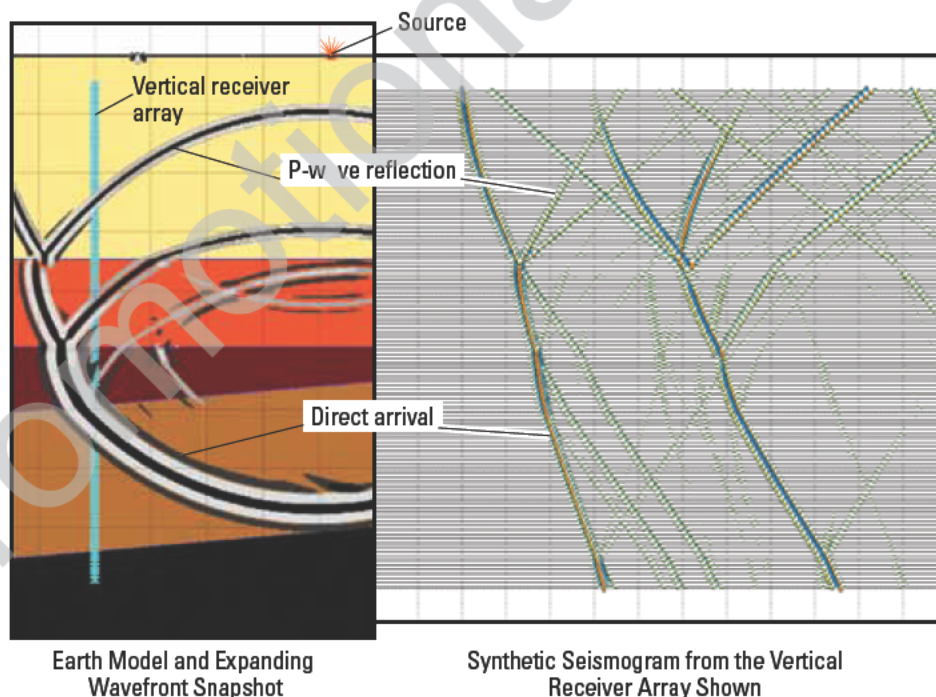 Source
Vertical receiver
array
P-w ve reflection
Direct arrival
Earth Model and Expanding
Wavefront Snapshot
Synthetic Seismogram from the Vertical
Receiver Array Shown